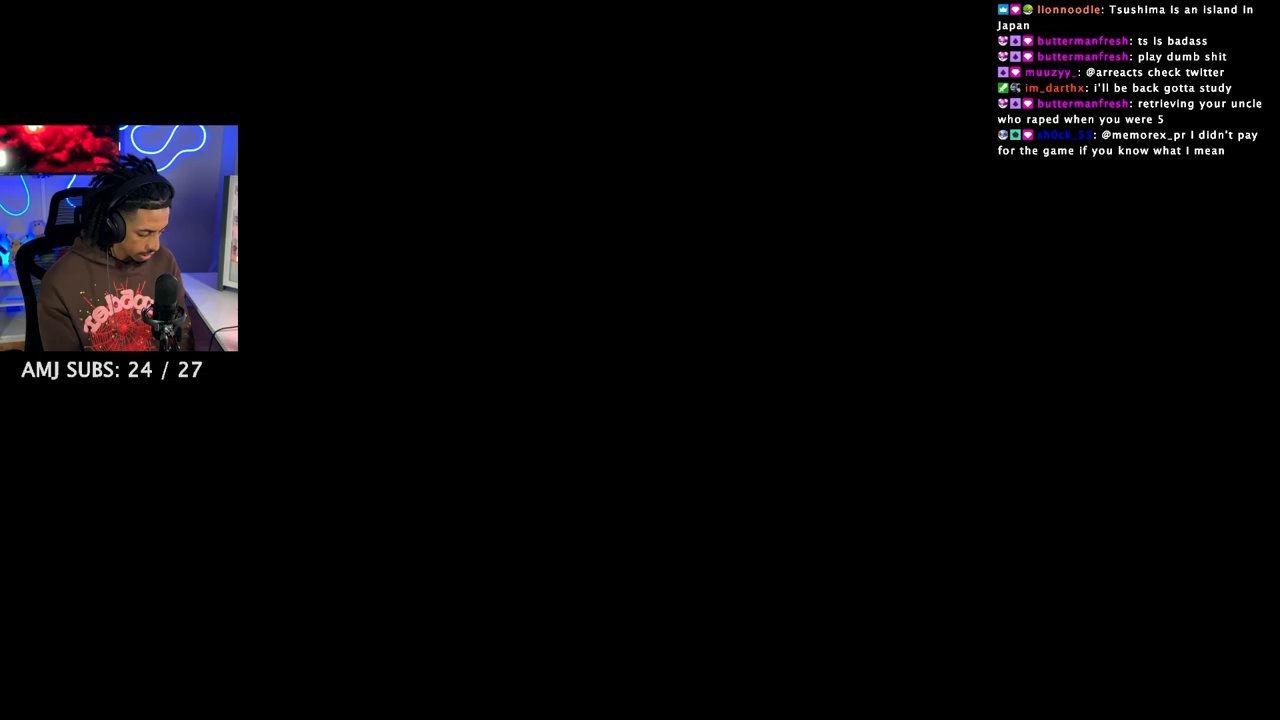 lionnoodle: Tsushima is an island in
Japan
buttermanfresh: ts is badass
buttermanfresh: play dumb shit
muuzyy_: @arreacts check twitter
im_darthx: i'll be back gotta study
buttermanfresh: retrieving your uncle
who raped when you were 5
sh0ck_55: @memorex_pr I didn't pay
for the game if you know what I mean
AMJ SUBS: 24 / 27